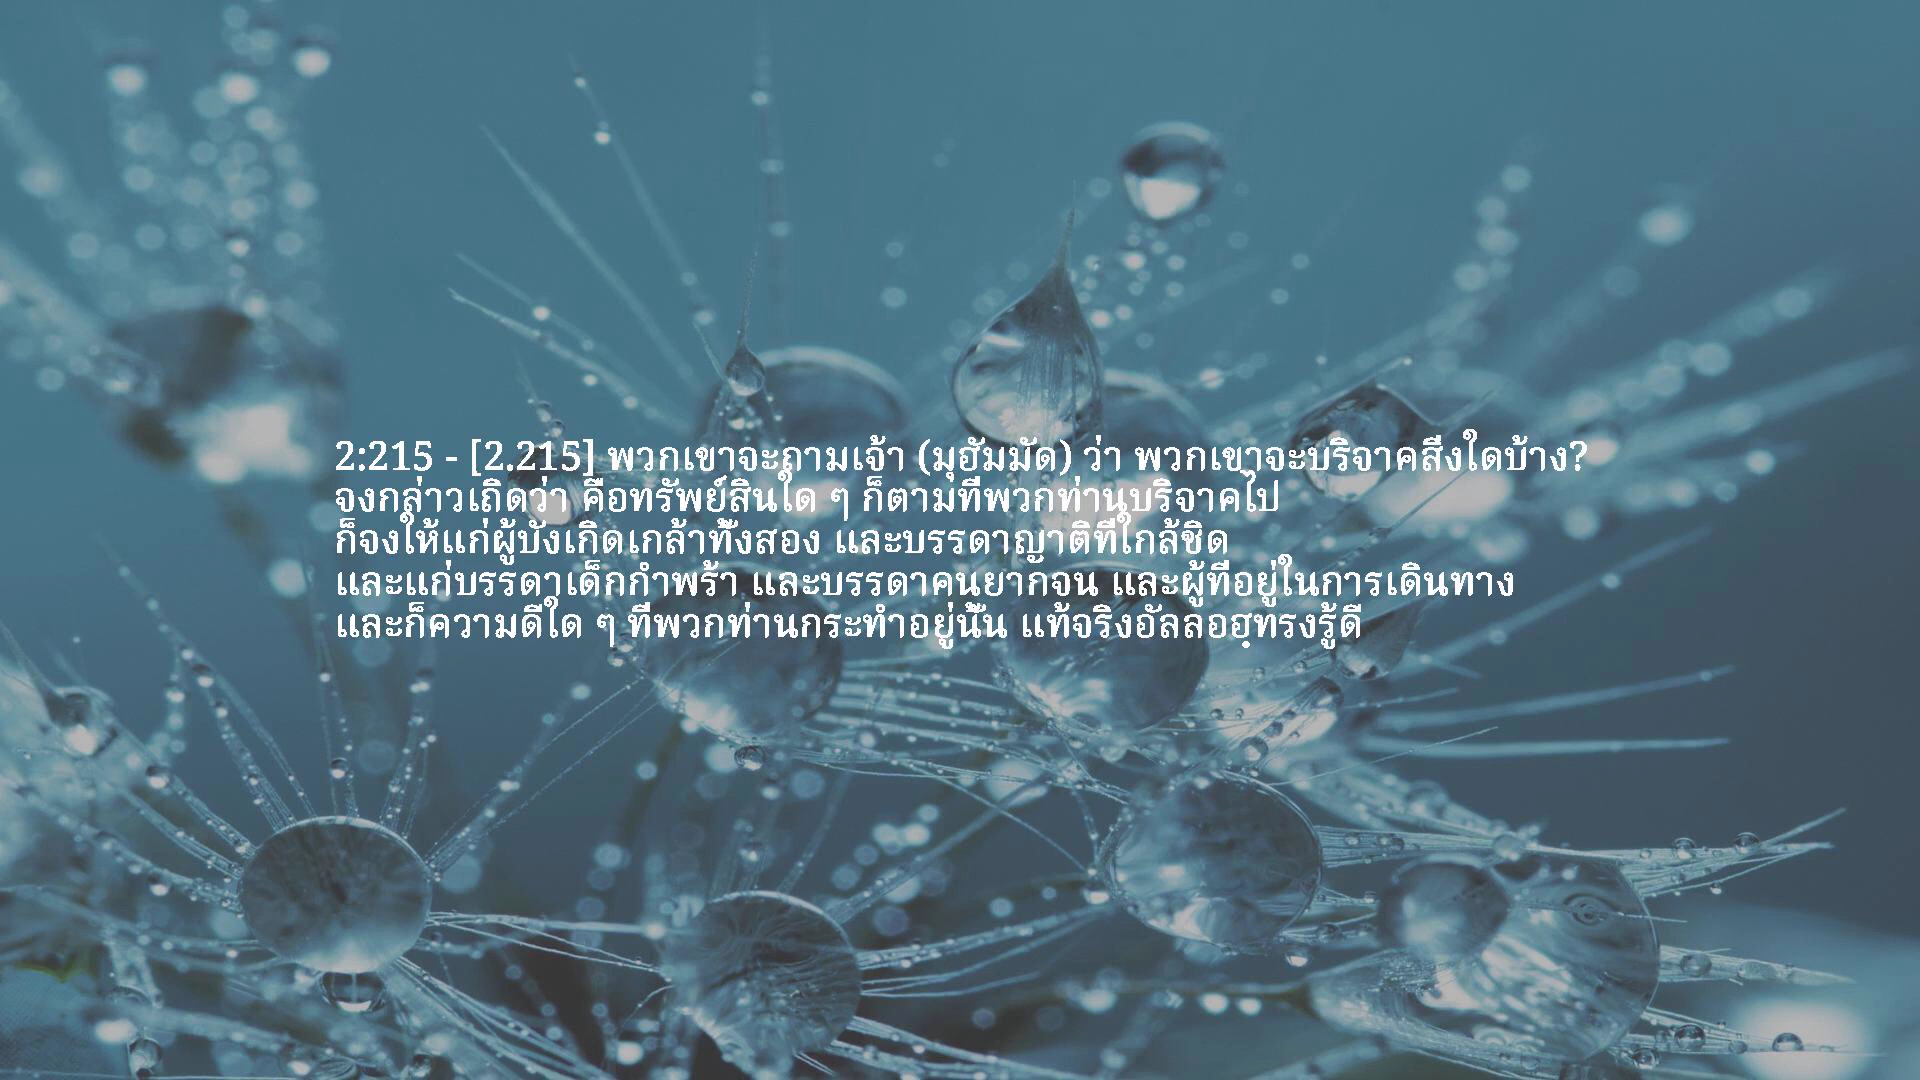 2:215 - [2.215] พวกเขาจะถามเจ้า (มุฮัมมัด) ว่า พวกเขาจะบริจาคสิ่งใดบ้าง?
จงกล่าวเถิดว่า คือทรัพย์สินใด ๆ ก็ตามที่พวกท่านบริจาคไป
ก็จงให้แก่ผู้บังเกิดเกล้าทั้งสอง และบรรดาญาติที่ใกล้ชิด
และแก่บรรดาเด็กกำพร้า และบรรดาคนยากจน และผู้ที่อยู่ในการเดินทาง
และก็ความดีใด ๆ ที่พวกท่านกระทำอยู่นั้น แท้จริงอัลลอฮฺทรงรู้ดี